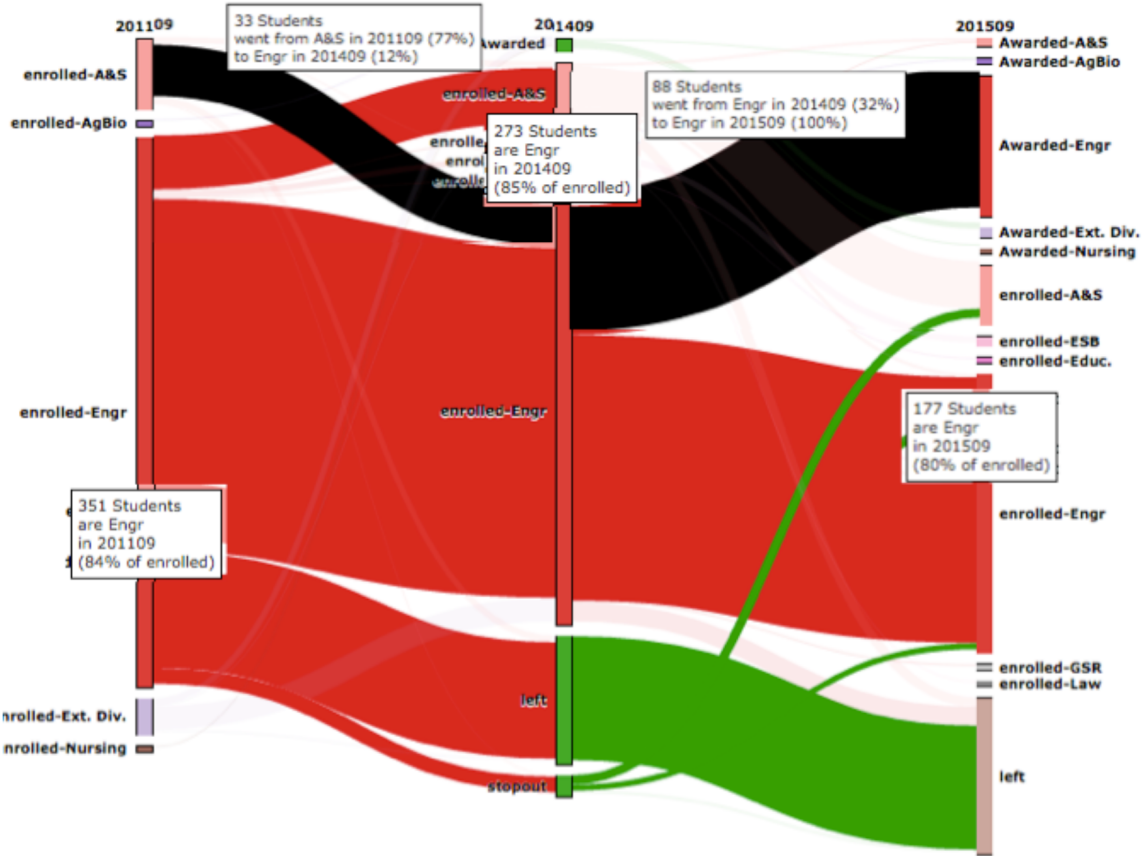 201109
201409
201509
33 Students
went from A&S in 201109 (77%)
to Engr in 201409 (12%)
Awarded
enrolled-A&S
enrolled-A&S
enrolled-AgBio
273 Students
are Engr
in 201409
(85% of enrolled)
88 Students
went from Engr in 201409 (32%)
to Engr in 201509 (100%)
Awarded-A&S
Awarded-AgBio
Awarded-Engr
Awarded-Ext. Div.
Awarded-Nursing
enrolled-A&S
enrolled-ESB
enrolled-Educ.
enrolled-Engr
enrolled-Engr
177 Students
are Engr
in 201509
(80% of enrolled)
enrolled-Engr
351 Students
are Engr
in 201109
(84% of enrolled)
nrolled-Ext. Div.
nrolled-Nursing
left
stopout
enrolled-GSR
enrolled-Law
left